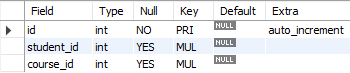 Field Type Null Key Default Extra
id int NO PRI NULL auto_increment
student_id int YES MUL NULL
course_id int YES MUL NULL